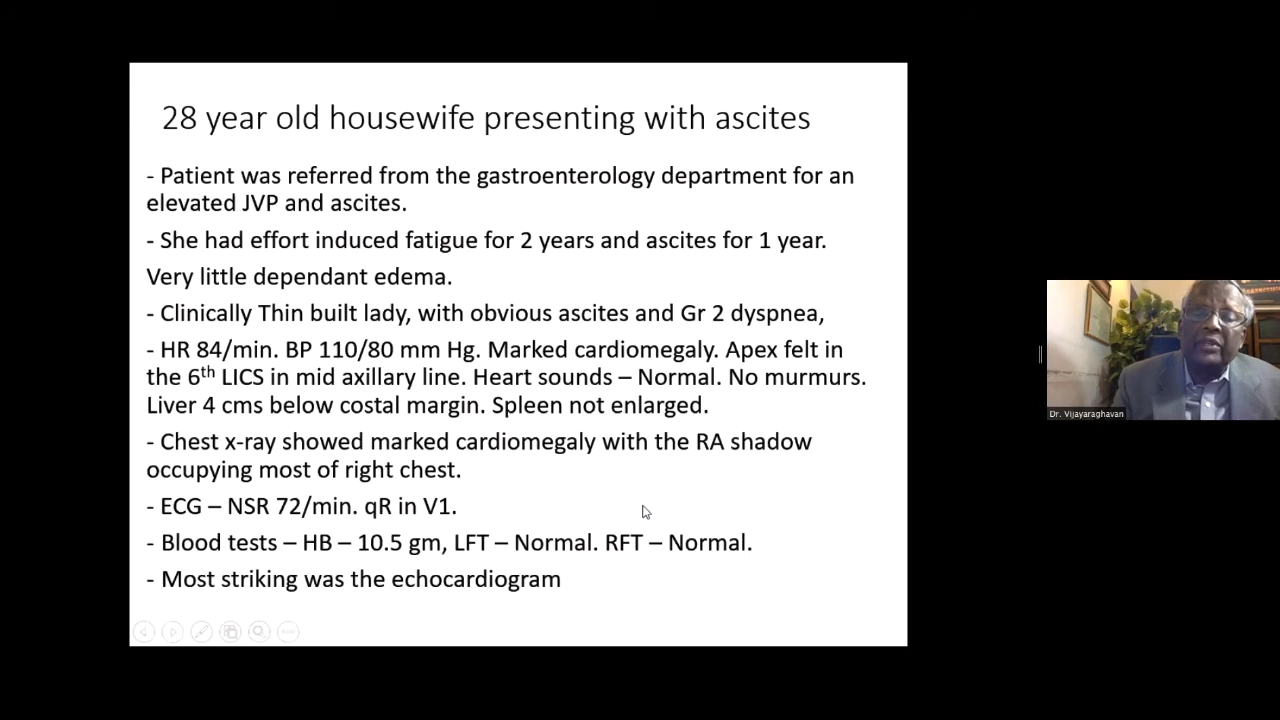 28 year old housewife presenting with ascites
- Patient was referred from the gastroenterology department for an
elevated JVP and ascites.
- She had effort induced fatigue for 2 years and ascites for 1 year.
Very little dependant edema.
- Clinically Thin built lady, with obvious ascites and Gr 2 dyspnea,
- HR 84/min. BP 110/80 mm Hg. Marked cardiomegaly. Apex felt in
the 6th LICS in mid axillary line. Heart sounds – Normal. No murmurs.
Liver 4 cms below costal margin. Spleen not enlarged.
- Chest x-ray showed marked cardiomegaly with the RA shadow
occupying most of right chest.
- ECG – NSR 72/min. qR in V1.
- Blood tests – HB – 10.5 gm, LFT – Normal. RFT – Normal.
- Most striking was the echocardiogram
Dr. Vijayaraghavan